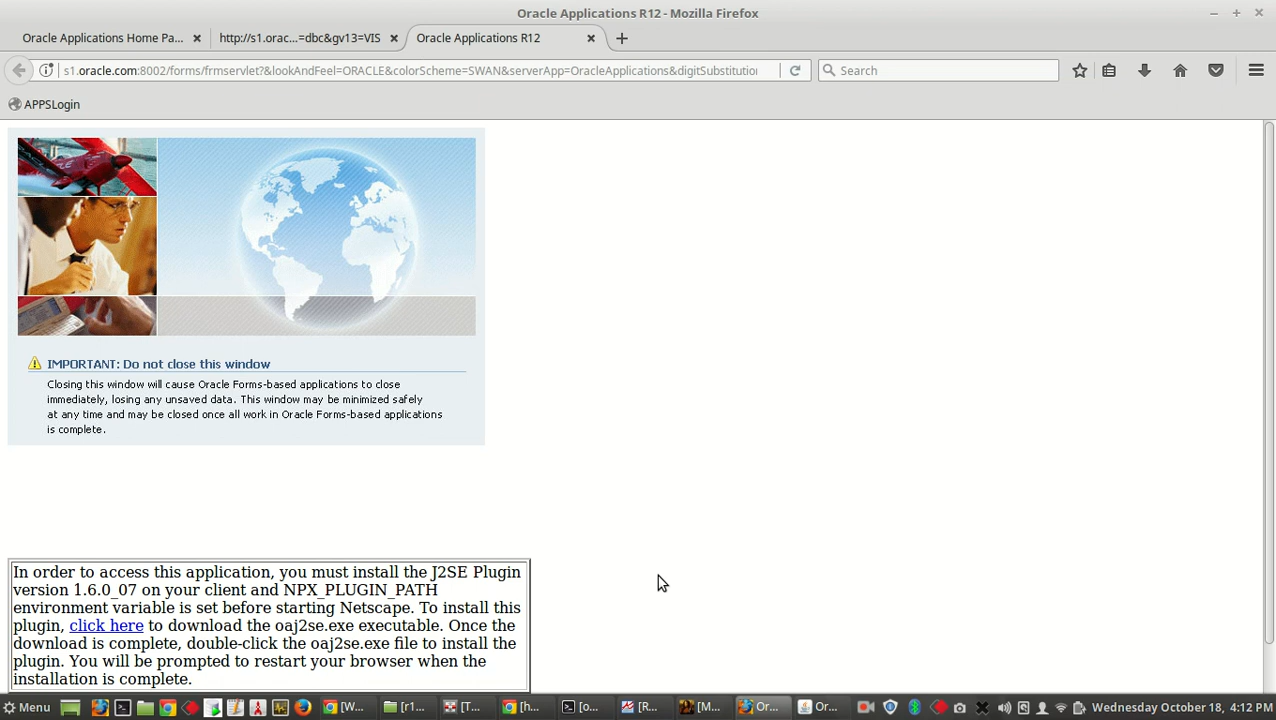 Oracle Applications R12 - Mozilla Firefox
Oracle Applications Home Pa...
http://s1.orac...=dbc&gv13=VIS
Oracle Applications R12
s1.oracle.com:8002/forms/frmservlet?&lookAndFeel=ORACLE&colorScheme=SWAN&serverApp=OracleApplications&digitSubstitution
Search
APPSLogin
IMPORTANT: Do not close this window
Closing this window will cause Oracle Forms-based applications to close
immediately, losing any unsaved data. This window may be minimized safely
at any time and may be closed once all work in Oracle Forms-based applications
is complete.
In order to access this application, you must install the J2SE Plugin
version 1.6.0_07 on your client and NPX_PLUGIN_PATH
environment variable is set before starting Netscape. To install this
plugin, click here to download the oaj2se.exe executable. Once the
download is complete, double-click the oaj2se.exe file to install the
plugin. You will be prompted to restart your browser when the
installation is complete.
Menu
[W...
[r1...
[T...
[h...
[o...
[R...
[M...
Or...
Or...
Wednesday October 18, 4:12 PM